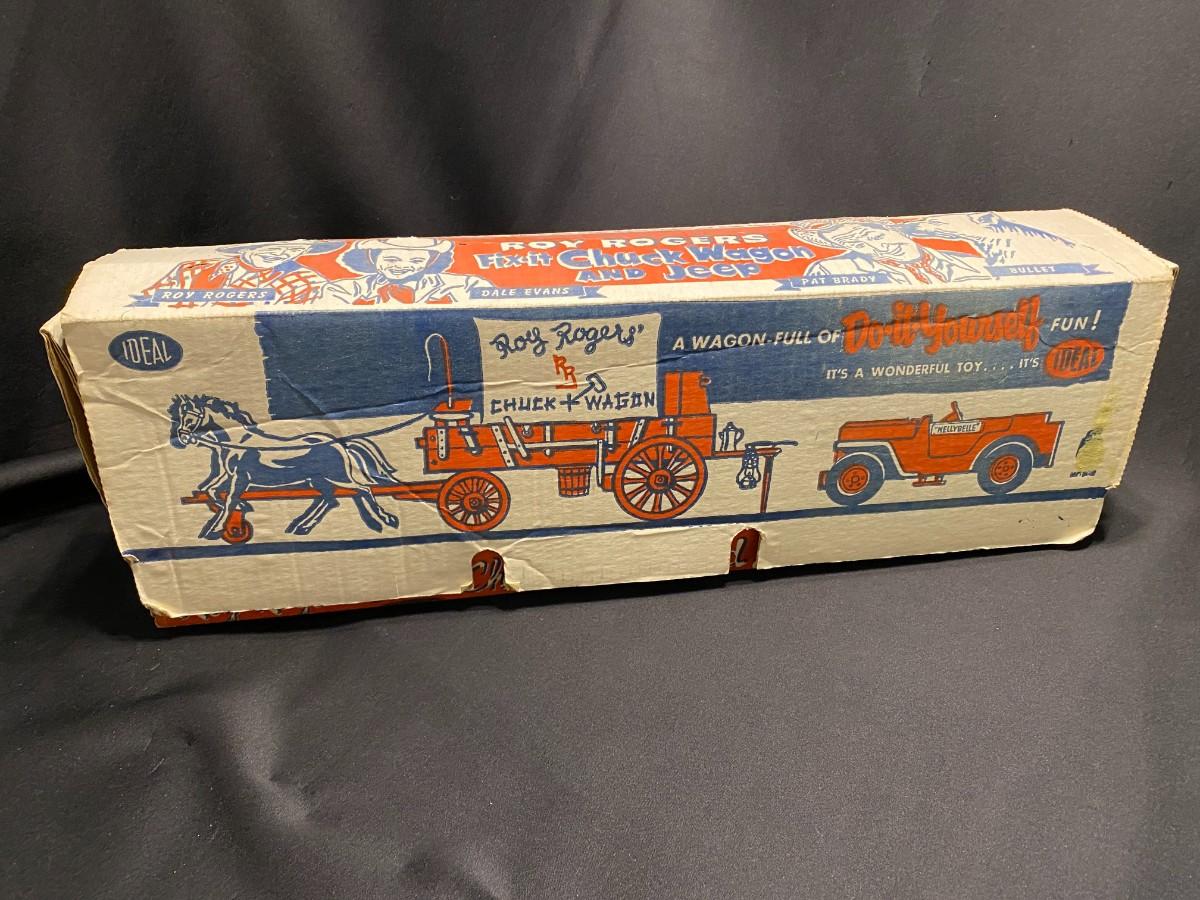 ROY ROGERS
Fix-it Chuck Wagon
AND Jeep
ROY ROGERS
DALE EVANS
PAT BRADY
BULLET
IDEAL
Roy Rogers'
RR
CHUCK WAGON
A WAGON-FULL OF Do-it-Yourself FUN!
IT'S A WONDERFUL TOY.... IT'S IDEAL
"NELLYBELLE"
Ch